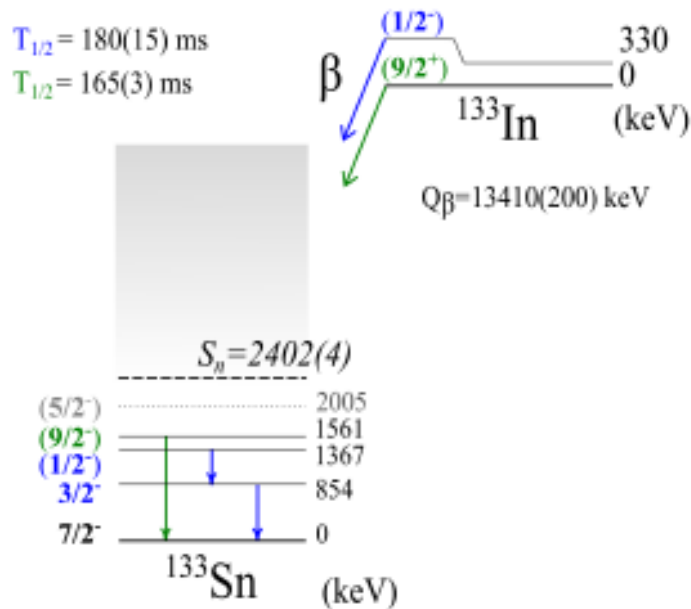 T₁/₂ = 180(15) ms
T₁/₂ = 165(3) ms
β
(1/2⁻)
(9/2⁺)
330
0
¹³³In
(keV)
Qβ=13410(200) keV
Sₙ=2402(4)
(5/2⁻)
2005
(9/2⁻)
1561
(1/2⁻)
1367
3/2⁻
854
7/2⁻
0
¹³³Sn
(keV)